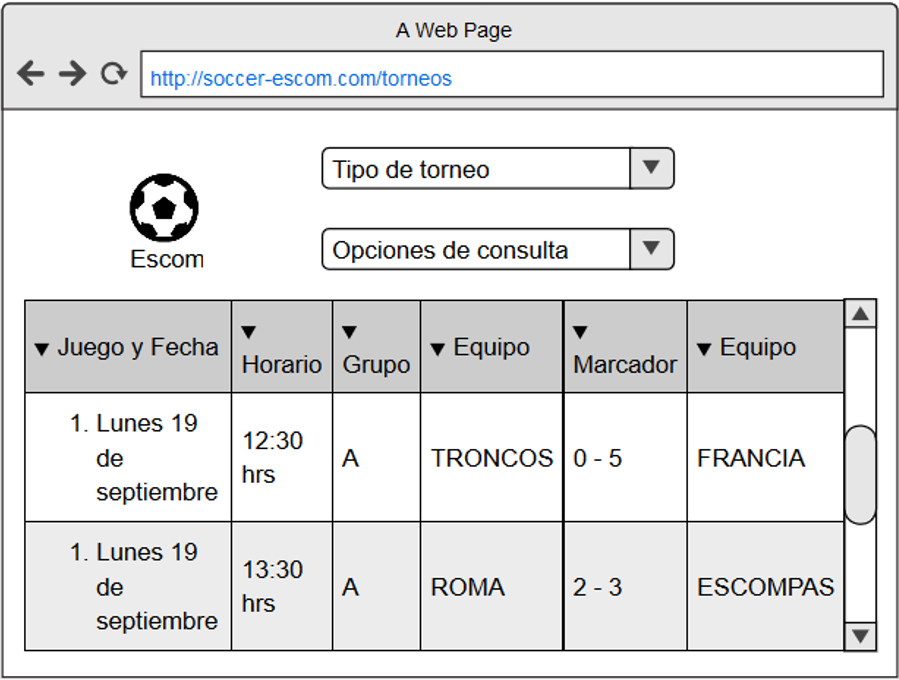 A Web Page
http://soccer-escom.com/torneos
Tipo de torneo
Escom
Opciones de consulta
Juego y Fecha
Horario
Grupo
Equipo
Marcador
Equipo
1. Lunes 19
de
septiembre
12:30
hrs
A
TRONCOS
0 - 5
FRANCIA
1. Lunes 19
de
septiembre
13:30
hrs
A
ROMA
2 - 3
ESCOMPAS